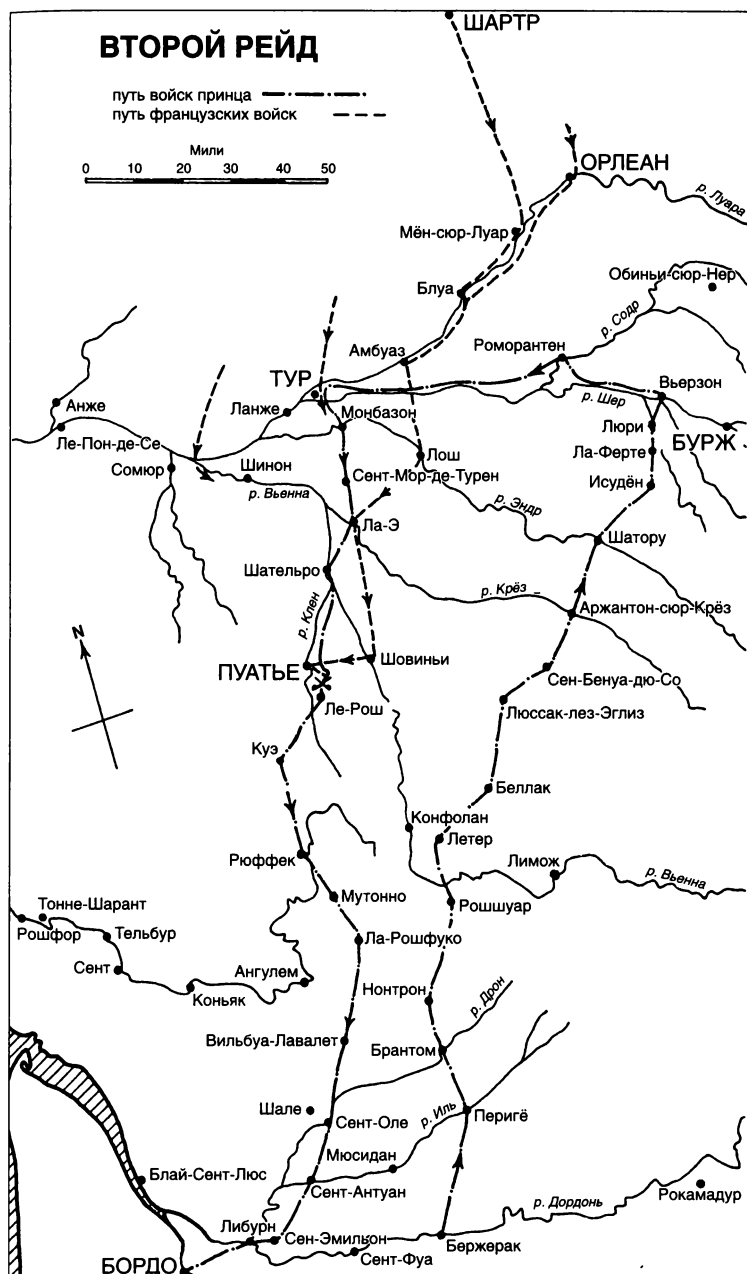 ШАРТР
ВТОРОЙ РЕЙД
путь войск принца
путь французских войск
Мили
0 10 20 30 40 50
ОРЛЕАН
р. Луара
Мён-сюр-Луар
Обиньи-сюр-Нер
Блуа
р. Содр
Амбуаз
Роморантен
ТУР
Вьерзон
Анже
Ланже
р. Шер
Монбазон
Люри
БУРЖ
Ле-Пон-де-Се
Лош
Ла-Ферте
Сомюр
Шинон
Сент-Мор-де-Турен
Исудён
р. Вьенна
р. Эндр
Ла-Э
Шатору
Шательро
р. Крёз
Аржантон-сюр-Крёз
р. Клен
N
ПУАТЬЕ
Шовиньи
Сен-Бенуа-дю-Со
Ле-Рош
Люссак-лез-Эглиз
Куэ
Беллак
Конфолан
Летер
Рюффек
Лимож
р. Вьенна
Мутонно
Рошшуар
Тонне-Шарант
Рошфор
Тельбур
Ла-Рошфуко
Сент
Ангулем
Коньяк
Нонтрон
р. Дрон
Вильбуа-Лавалет
Брантом
Шале
Сент-Оле
р. Иль
Перигё
Мюсидан
Блай-Сент-Люс
Сент-Антуан
Рокамадур
р. Дордонь
Либурн
Сен-Эмильон
Бержерак
Сент-Фуа
БОРДО